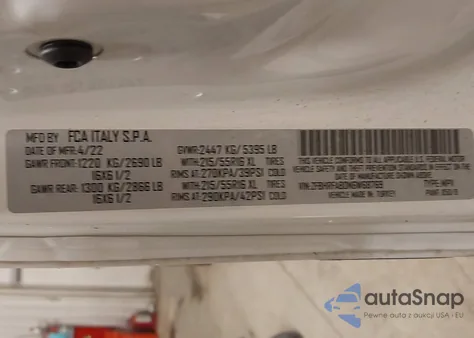 MFD BY FCA ITALY S.P.A.
DATE OF MFR 4/22 GVWR:2447 KG/5395 LB
GAWR FRONT:1220 KG/2690 LB WITH 215/55R16 XL TIRES
16X6 1/2 RIMS AT: 270KPA/39PSI COLD
GAWR REAR: 1300 KG/2866 LB WITH 215/55R16 XL TIRES
16X6 1/2 RIMS AT: 290KPA/42PSI COLD
THIS VEHICLE CONFORMS TO ALL APPLICABLE U.S.A. FEDERAL MOTOR
VEHICLE SAFETY AND THEFT PREVENTION STANDARDS IN
EFFECT ON THE DATE OF MANUFACTURE SHOWN ABOVE.
TYPE: MPV
VEHICLE MADE IN: TURKEY
autoSnap
Pewne auta z aukcji USA - EU